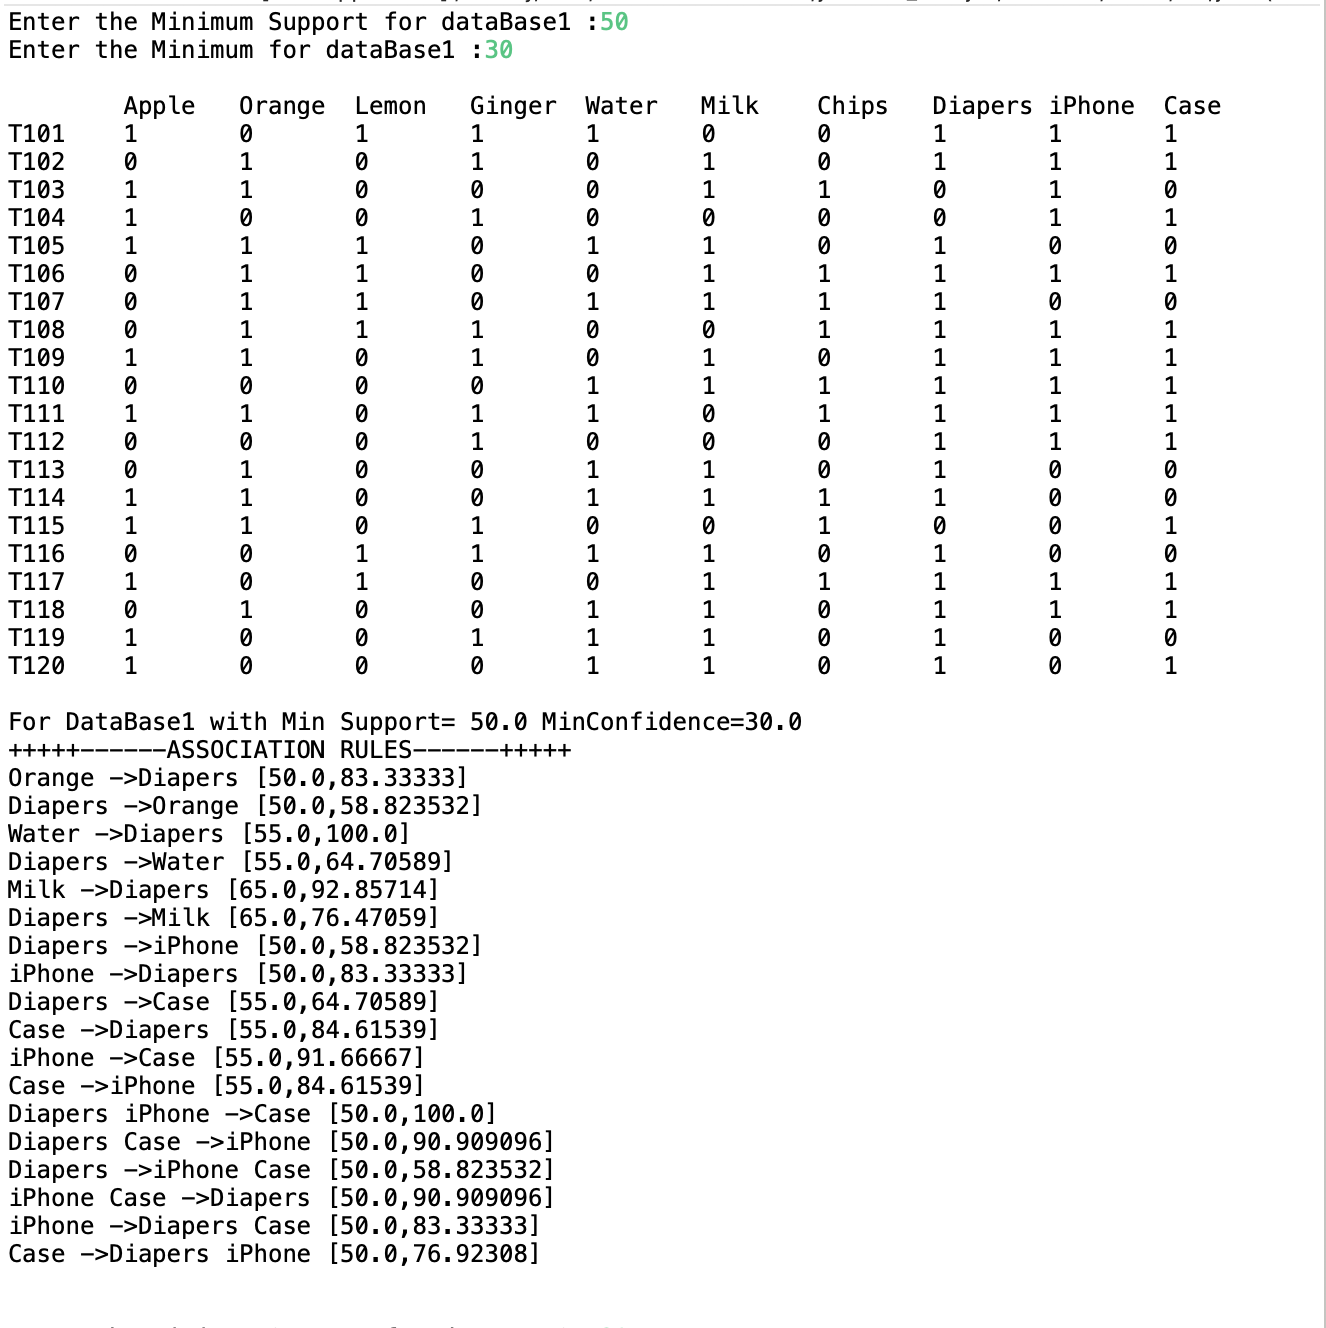 Enter the Minimum Support for dataBase1 :50
Enter the Minimum for dataBase1 :30
Apple Orange Lemon Ginger Water Milk Chips Diapers iPhone Case
T101 1 0 1 1 1 0 0 1 1 1
T102 0 1 0 1 0 1 0 1 1 1
T103 1 1 0 0 0 1 1 0 1 0
T104 1 0 0 1 0 0 0 0 1 1
T105 1 1 1 0 1 1 0 1 0 0
T106 0 1 1 0 0 1 1 1 1 1
T107 0 1 1 0 1 1 1 1 0 0
T108 0 1 1 1 0 0 1 1 1 1
T109 1 1 0 1 0 1 0 1 1 1
T110 0 0 0 0 1 1 1 1 1 1
T111 1 1 0 1 1 0 1 1 1 1
T112 0 0 0 1 0 0 0 1 1 1
T113 0 1 0 0 1 1 0 1 0 0
T114 1 1 0 0 1 1 1 1 0 0
T115 1 1 0 1 0 0 1 0 0 1
T116 0 0 1 1 1 1 0 1 0 0
T117 1 0 1 0 0 1 1 1 1 1
T118 0 1 0 0 1 1 0 1 1 1
T119 1 0 0 1 1 1 0 1 0 0
T120 1 0 0 0 1 1 0 1 0 1
For DataBase1 with Min Support= 50.0 MinConfidence=30.0
+++++------ASSOCIATION RULES------+++++
Orange ->Diapers [50.0,83.33333]
Diapers ->Orange [50.0,58.823532]
Water ->Diapers [55.0,100.0]
Diapers ->Water [55.0,64.70589]
Milk ->Diapers [65.0,92.85714]
Diapers ->Milk [65.0,76.47059]
Diapers ->iPhone [50.0,58.823532]
iPhone ->Diapers [50.0,83.33333]
Diapers ->Case [55.0,64.70589]
Case ->Diapers [55.0,84.61539]
iPhone ->Case [55.0,91.66667]
Case ->iPhone [55.0,84.61539]
Diapers iPhone ->Case [50.0,100.0]
Diapers Case ->iPhone [50.0,90.909096]
Diapers ->iPhone Case [50.0,58.823532]
iPhone Case ->Diapers [50.0,90.909096]
iPhone ->Diapers Case [50.0,83.33333]
Case ->Diapers iPhone [50.0,76.92308]